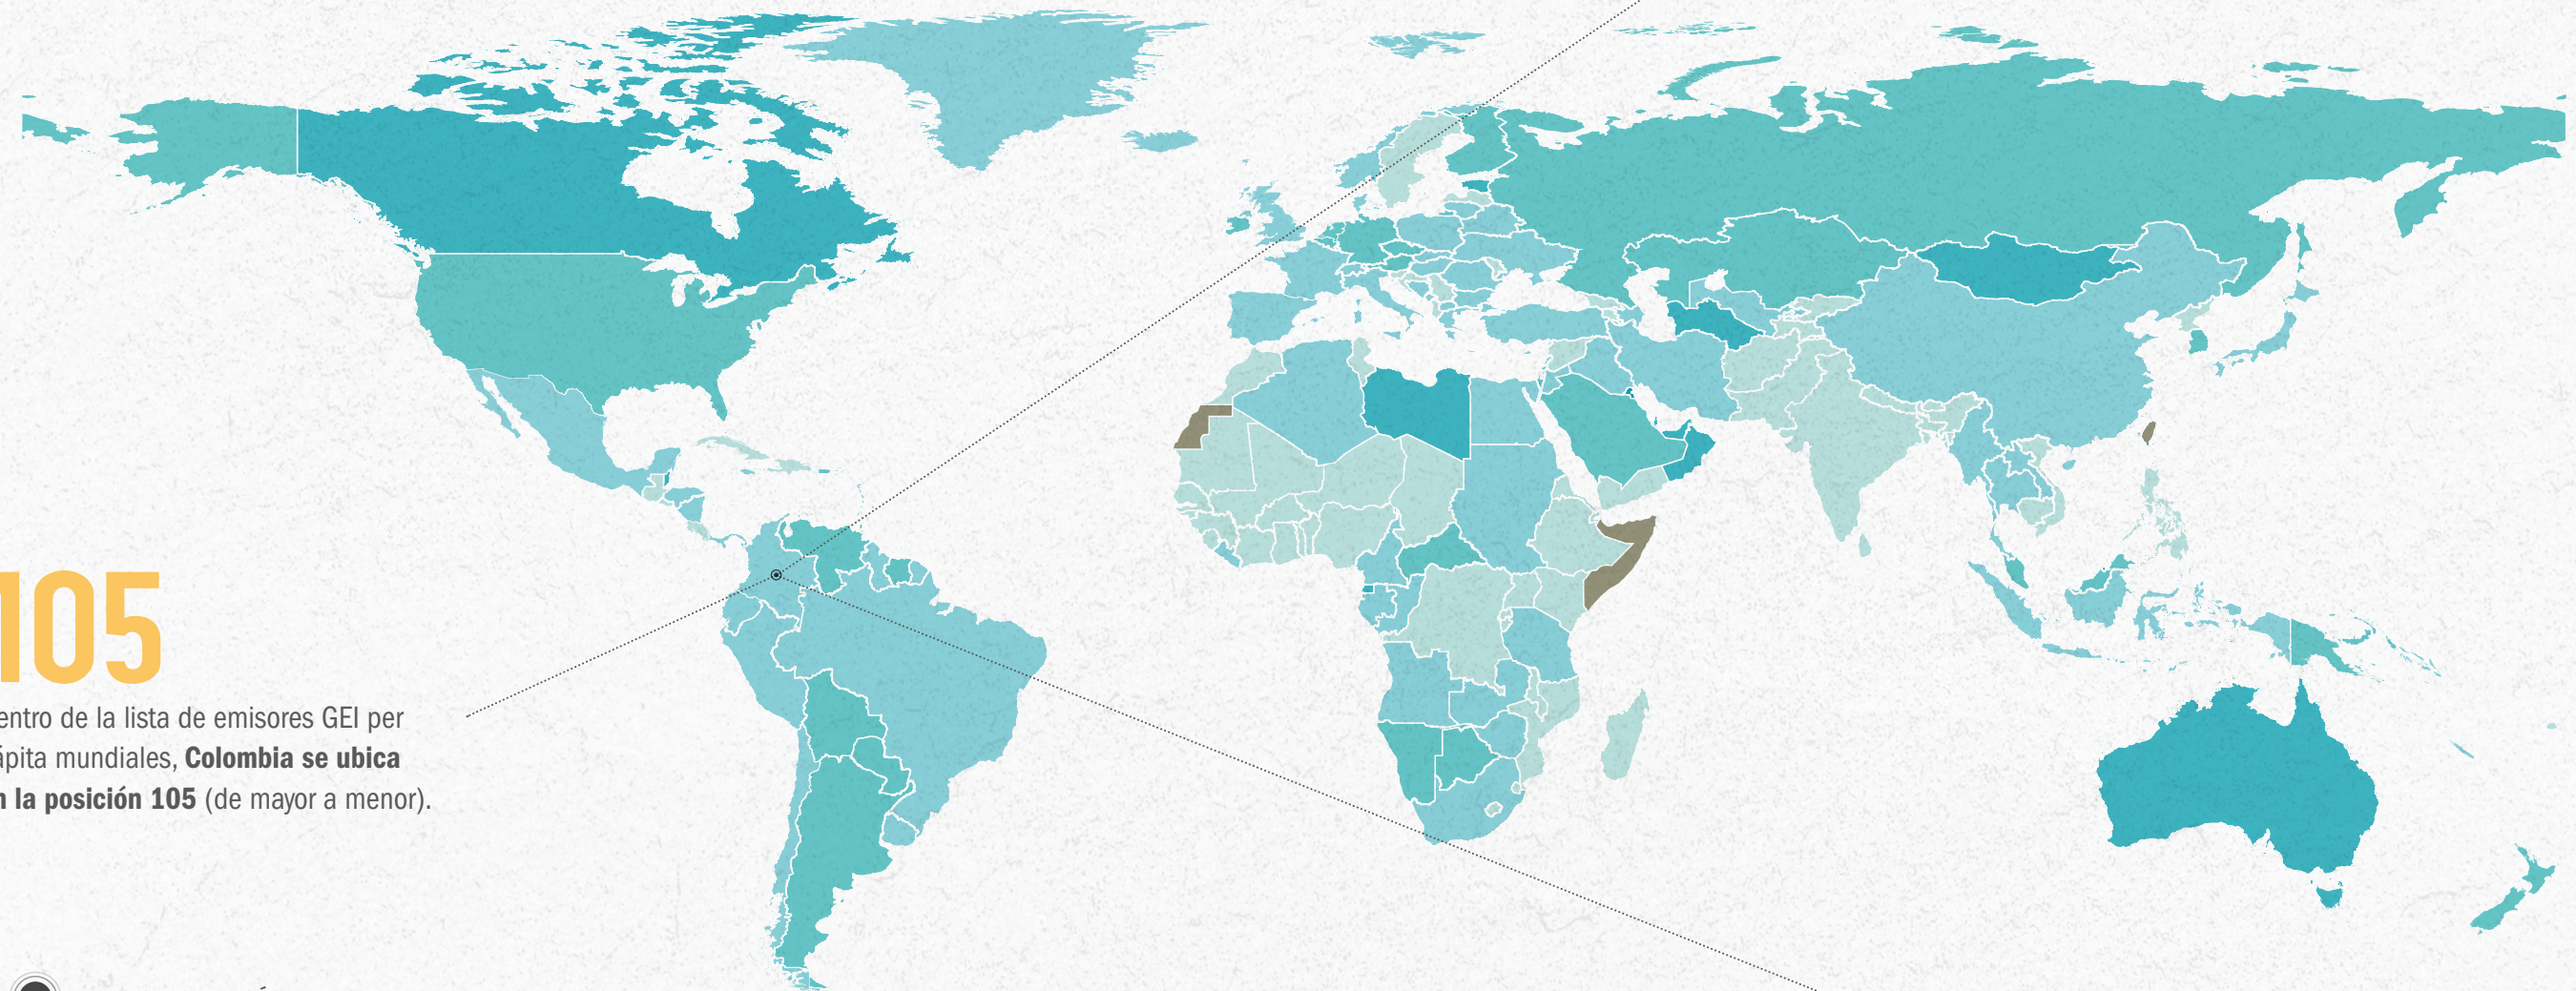 105
entro de la lista de emisores GEI per
ápita mundiales, Colombia se ubica
n la posición 105 (de mayor a menor).